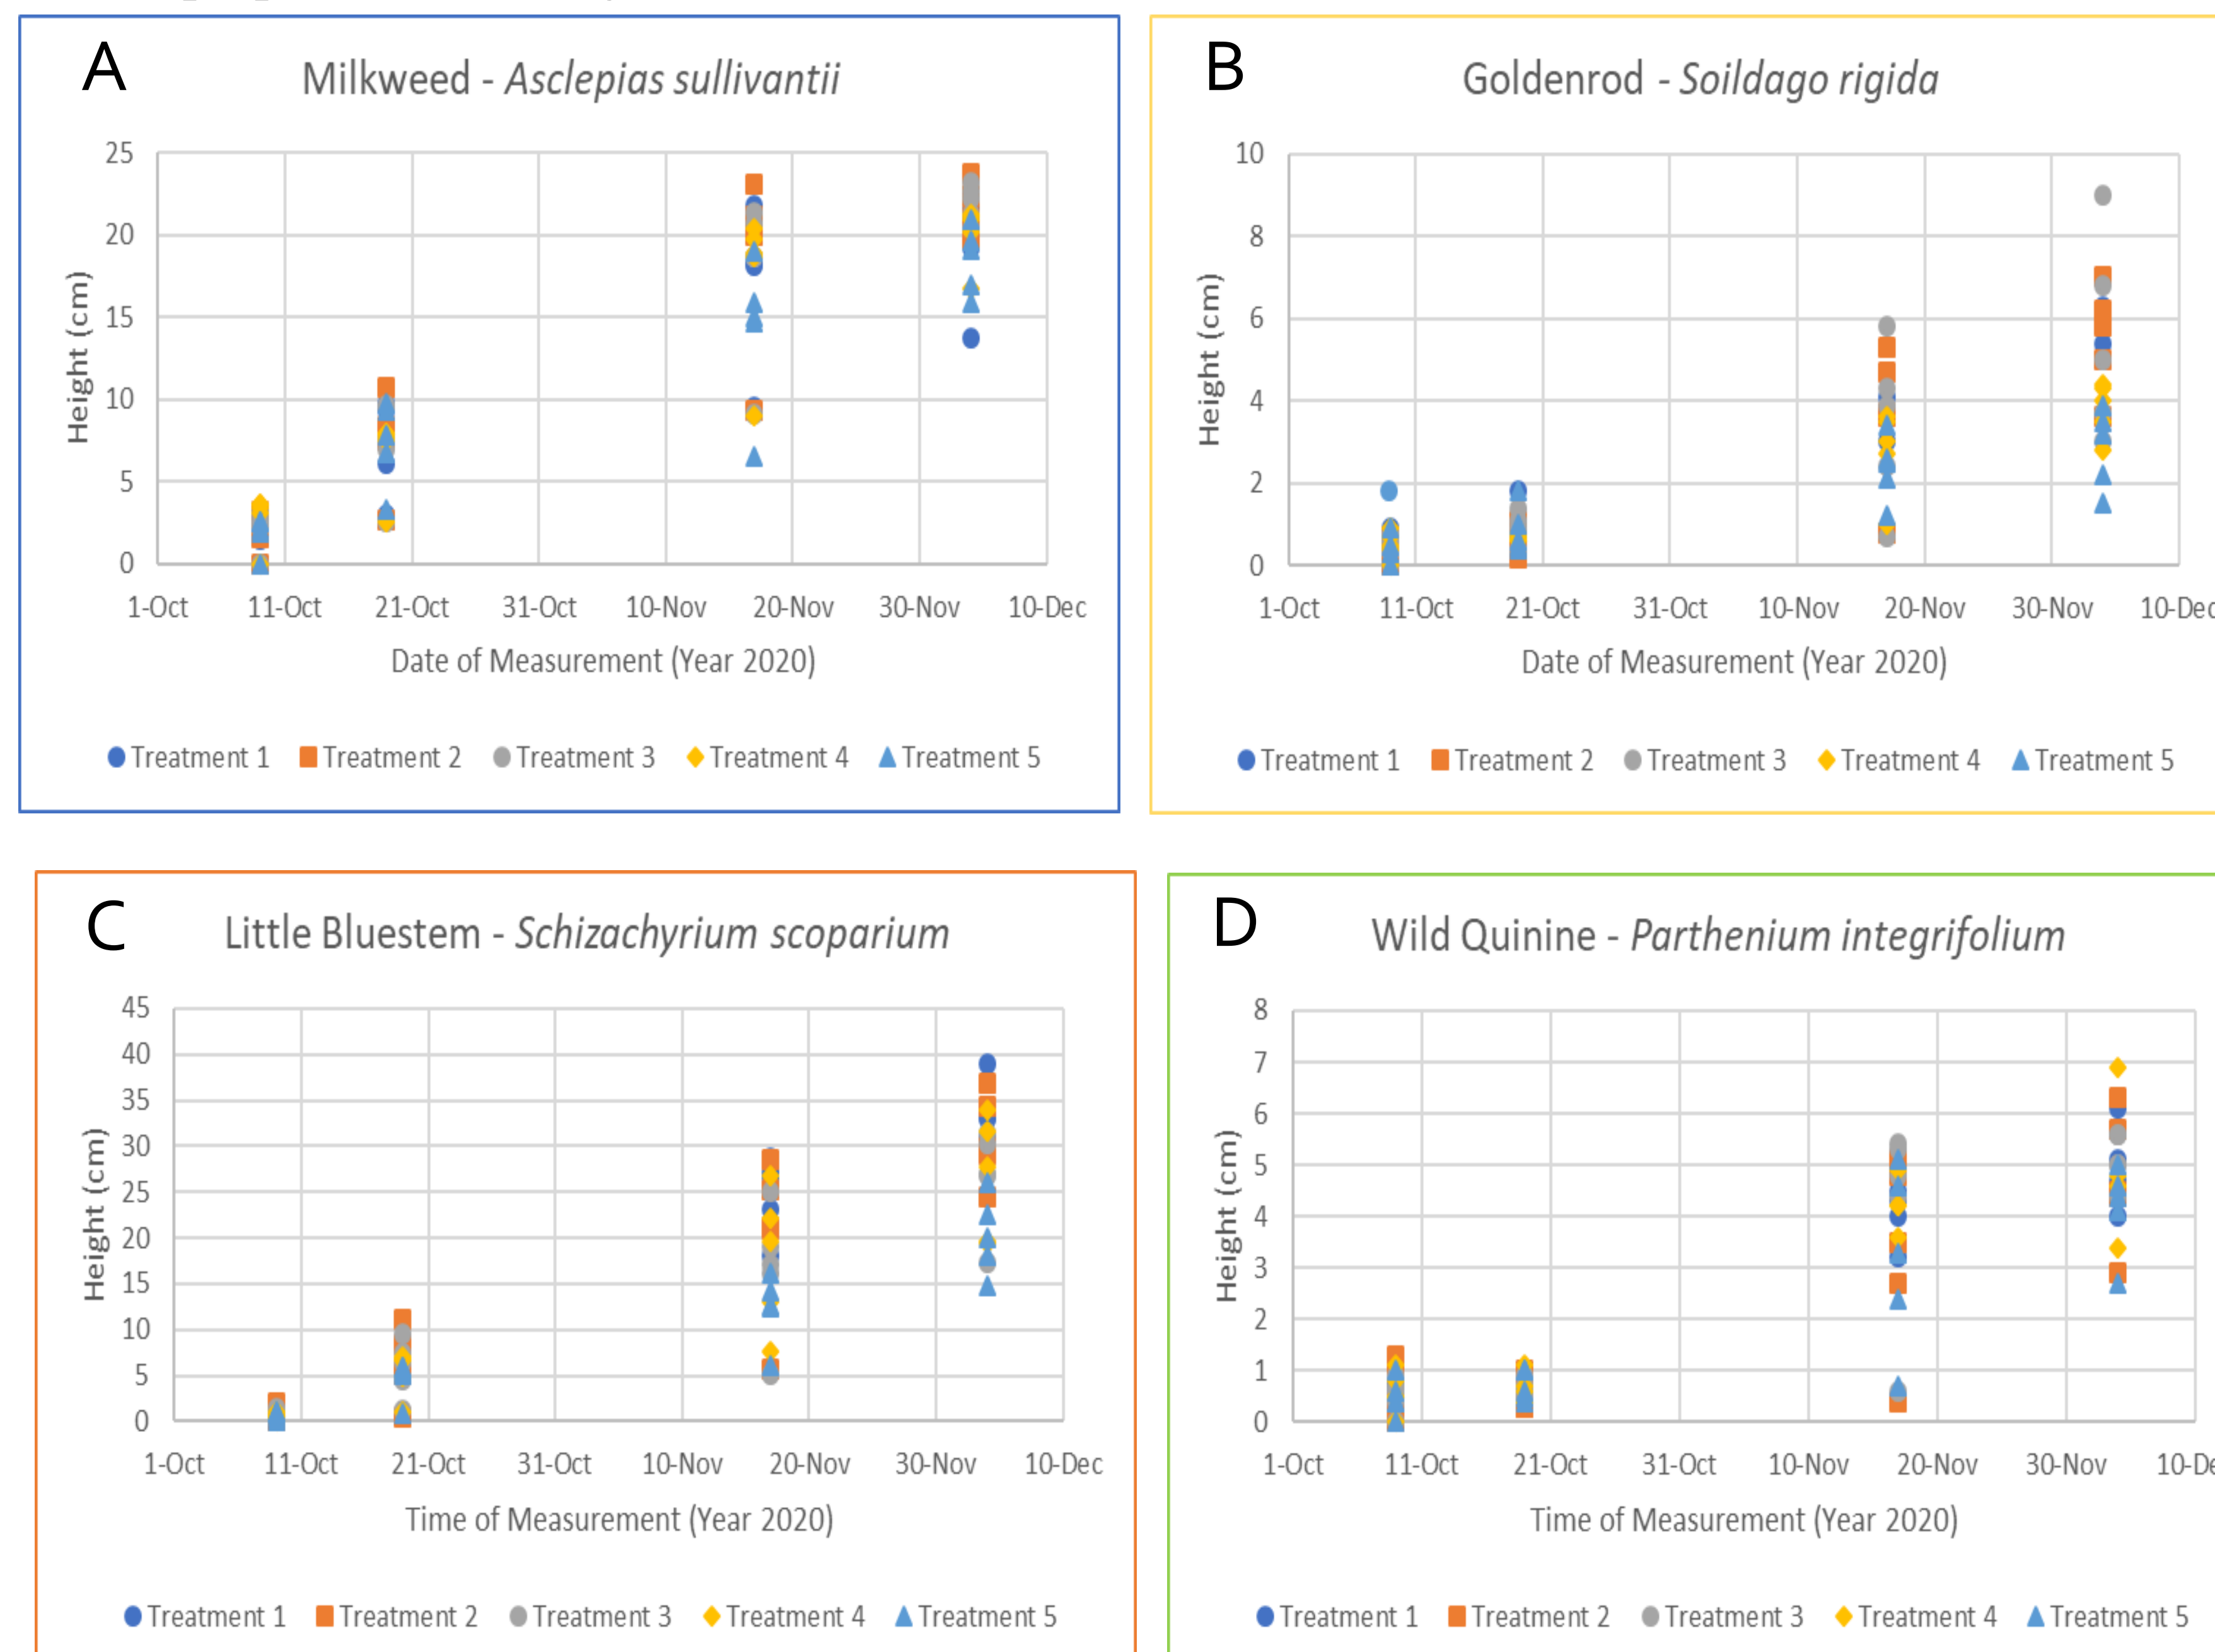 A
Milkweed - Asclepias sullivantii
25
20
15
10
5
0
Height (cm)
1-Oct 11-Oct 21-Oct 31-Oct 10-Nov 20-Nov 30-Nov 10-Dec
Date of Measurement (Year 2020)
Treatment 1 Treatment 2 Treatment 3 Treatment 4 Treatment 5
B
Goldenrod - Soildago rigida
10
8
6
4
2
0
Height (cm)
1-Oct 11-Oct 21-Oct 31-Oct 10-Nov 20-Nov 30-Nov 10-Dec
Date of Measurement (Year 2020)
Treatment 1 Treatment 2 Treatment 3 Treatment 4 Treatment 5
C
Little Bluestem - Schizachyrium scoparium
45
40
35
30
25
20
15
10
5
0
Height (cm)
1-Oct 11-Oct 21-Oct 31-Oct 10-Nov 20-Nov 30-Nov 10-Dec
Time of Measurement (Year 2020)
Treatment 1 Treatment 2 Treatment 3 Treatment 4 Treatment 5
D
Wild Quinine - Parthenium integrifolium
8
7
6
5
4
3
2
1
0
Height (cm)
1-Oct 11-Oct 21-Oct 31-Oct 10-Nov 20-Nov 30-Nov 10-De
Time of Measurement (Year 2020)
Treatment 1 Treatment 2 Treatment 3 Treatment 4 Treatment 5